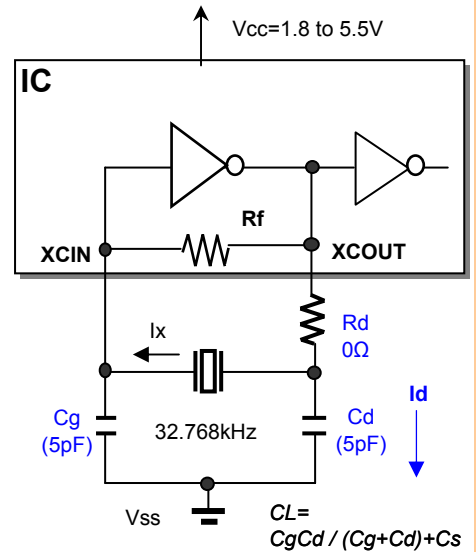 Vcc=1.8 to 5.5V
IC
Rf
XCIN
XCOUT
Ix
Rd
0Ω
Id
Cg
(5pF)
32.768kHz
Cd
(5pF)
Vss
CL=
CgCd / (Cg+Cd)+Cs